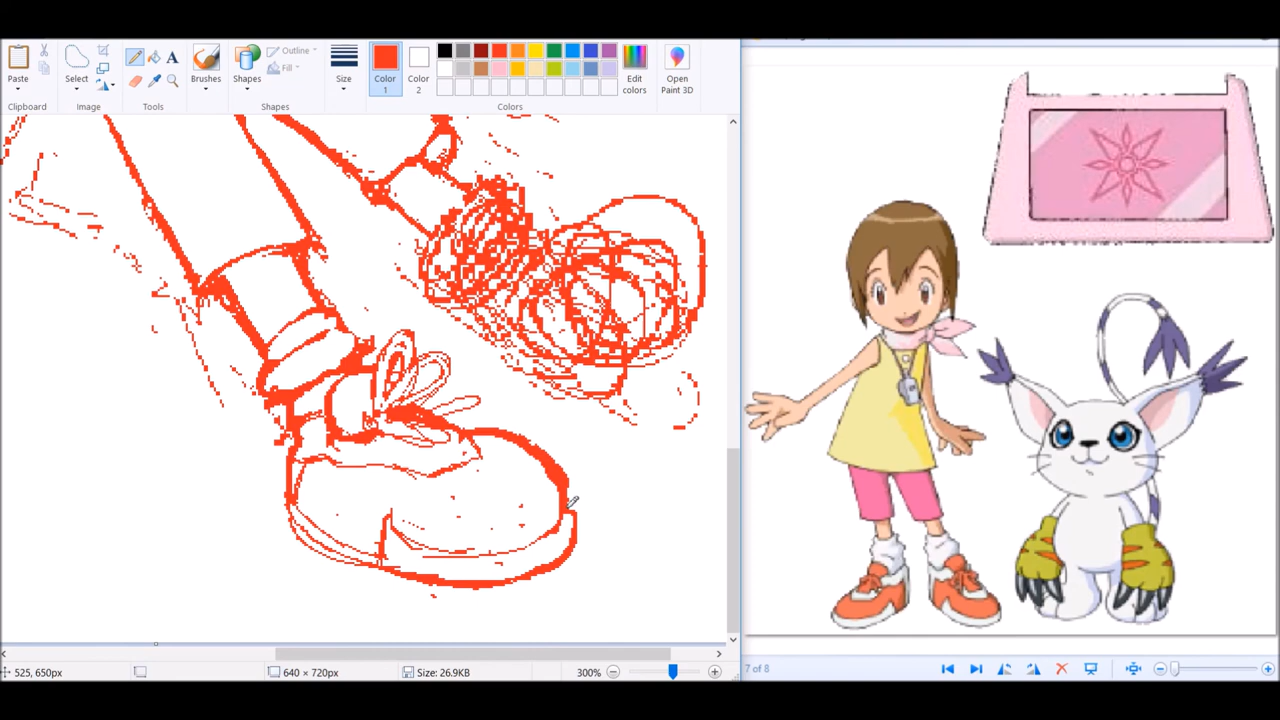 Paste
Select
Brushes
Shapes
Outline
Fill
Size
Color
1
Color
2
Edit
colors
Open
Paint 3D
Clipboard
Image
Tools
Shapes
Colors
525, 650px
640 × 720px
Size: 26.9KB
300%
7 of 8